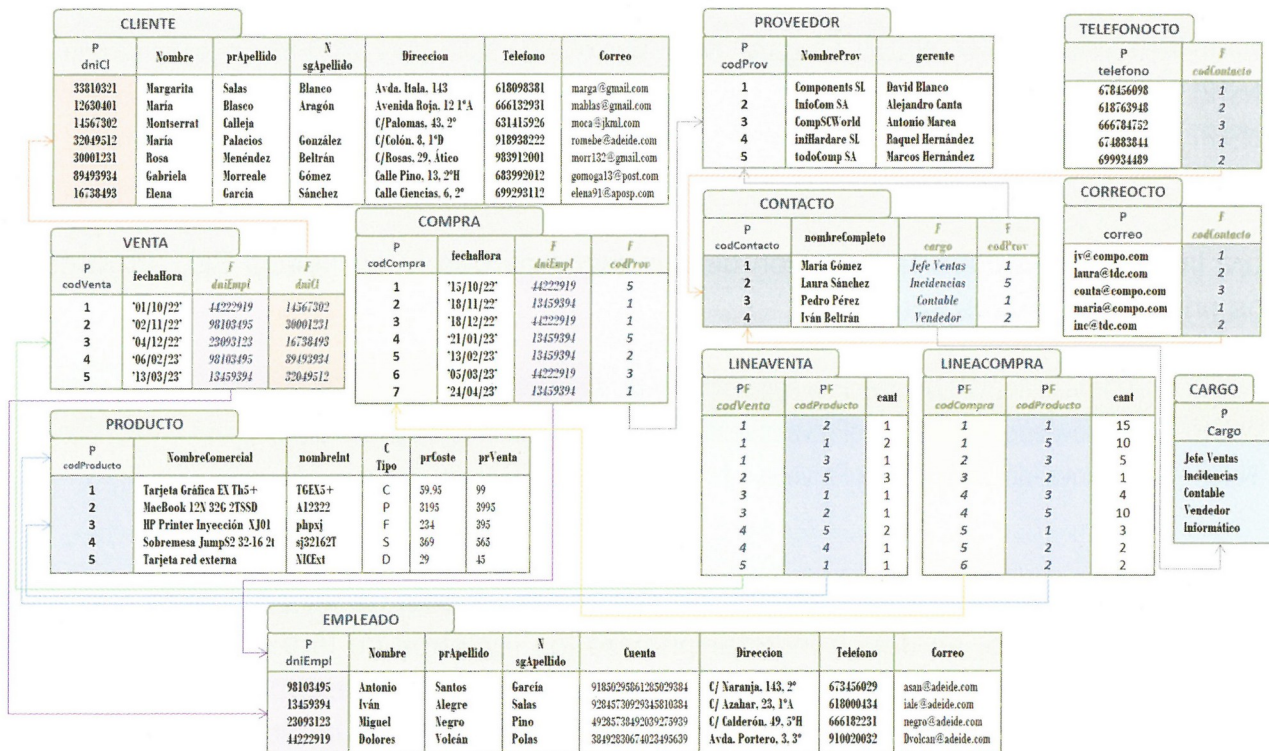 CLIENTE
P dniCl Nombre prApellido N sgApellido Direccion Telefono Correo
33810321 Margarita Salas Blanco Avda. Itala. 143 618098381 marga@gmail.com
12630401 María Blasco Aragón Avenida Roja. 12 1ºA 666132931 mablas@gmail.com
14567302 Montserrat Calleja C/Palomas. 43. 2º 631415926 moca@jkml.com
32049512 María Palacios González C/Colón. 8. 1ºD 918938222 romebe@adeide.com
30001231 Rosa Menéndez Beltrán C/Rosas. 29. Ático 983912001 morr132@gmail.com
89493934 Gabriela Morreale Gómez Calle Pino. 13. 2ºH 683992012 gomoga13@post.com
16738493 Elena García Sánchez Calle Ciencias. 6. 2º 699293112 elena91@aposp.com
PROVEEDOR
P codProv NombreProv gerente
1 Components SL David Blanco
2 InfoCom SA Alejandro Canta
3 CompSCWorld Antonio Marea
4 iniHardare SL Raquel Hernández
5 todoComp SA Marcos Hernández
TELEFONOCTO
P telefono F codContacto
678456098 1
618763948 2
666784752 3
674883844 1
699934489 2
VENTA
P codVenta fechaHora F dniEmpl F dniCl
1 '01/10/22' 44222919 14567302
2 '02/11/22' 98103495 30001231
3 '04/12/22' 23093123 16738493
4 '06/02/23' 98103495 89493934
5 '13/03/23' 13459394 32049512
COMPRA
P codCompra fechaHora F dniEmpl F codProv
1 '15/10/22' 44222919 5
2 '18/11/22' 13459394 1
3 '18/12/22' 44222919 1
4 '21/01/23' 13459394 5
5 '13/02/23' 13459394 2
6 '05/03/23' 44222919 3
7 '24/04/23' 13459394 1
CONTACTO
P codContacto nombreCompleto F cargo F codProv
1 María Gómez Jefe Ventas 1
2 Laura Sánchez Incidencias 5
3 Pedro Pérez Contable 1
4 Iván Beltrán Vendedor 2
CORREOCTO
P correo F codContacto
jv@compo.com 1
laura@tdc.com 2
conta@compo.com 3
maria@compo.com 1
inc@tdc.com 2
PRODUCTO
P codProducto NombreComercial nombreInt C Tipo prCoste prVenta
1 Tarjeta Gráfica EX Th5+ TGEX5+ C 59.95 99
2 MacBook 12X 32G 2TSSD A12322 P 3195 3995
3 HP Printer Inyección XJ01 phpxj F 234 395
4 Sobremesa JumpS2 32-16 2t sj32162T S 369 565
5 Tarjeta red externa NICExt D 29 45
LINEAVENTA
PF codVenta PF codProducto cant
1 2 1
1 1 2
1 3 1
2 5 3
3 1 1
3 2 1
4 5 2
4 4 1
5 1 1
LINEACOMPRA
PF codCompra PF codProducto cant
1 1 15
1 5 10
2 3 5
3 2 1
4 3 4
4 5 10
5 1 3
5 2 2
6 2 2
CARGO
P Cargo
Jefe Ventas
Incidencias
Contable
Vendedor
Informático
EMPLEADO
P dniEmpl Nombre prApellido N sgApellido Cuenta Direccion Telefono Correo
98103495 Antonio Santos García 91850295861285029384 C/ Naranja. 143. 2º 673456029 asan@adeide.com
13459394 Iván Alegre Salas 92845730929345810384 C/ Azahar. 23. 1ºA 618000434 iale@adeide.com
23093123 Miguel Negro Pino 49285738492039275939 C/ Calderón. 49. 5ºH 666182231 negro@adeide.com
44222919 Dolores Volcán Polas 38492830674023495639 Avda. Portero. 3. 3º 910020032 Dvolcan@adeide.com